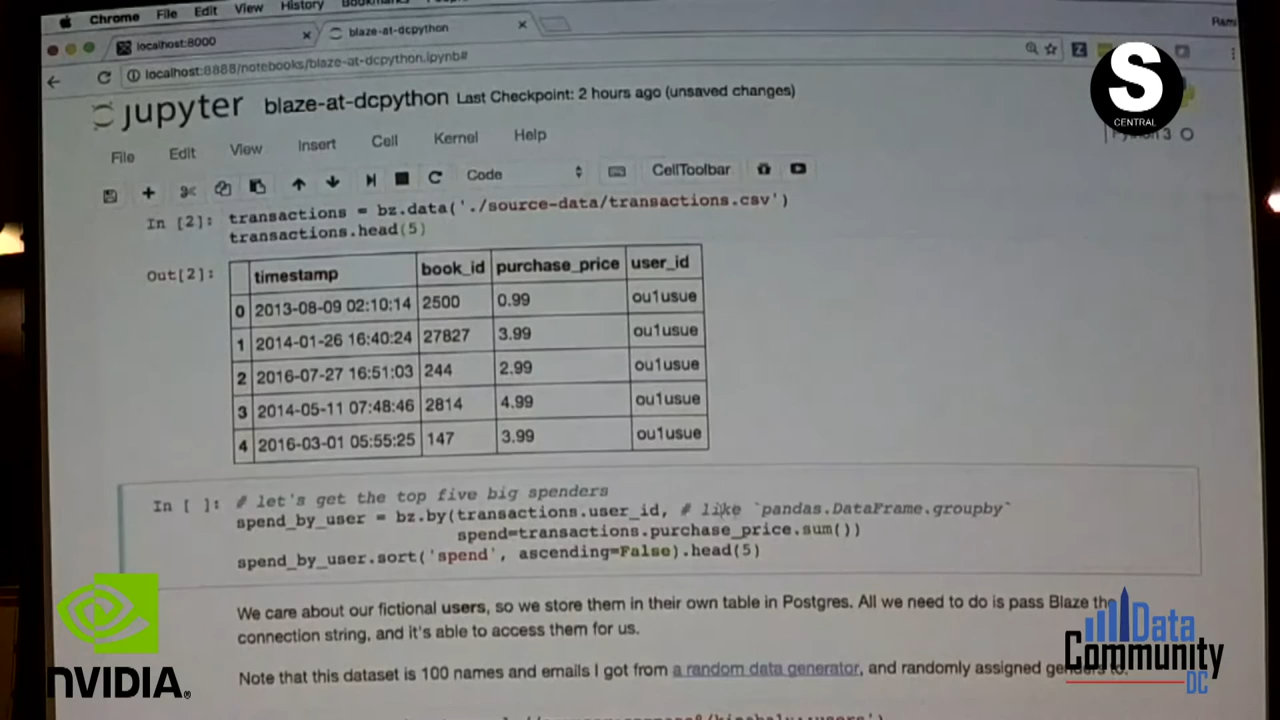 Chrome File Edit View History
localhost:8000 blaze-at-dcpython
localhost:8888/notebooks/blaze-at-dcpython.ipynb#
S
CENTRAL
jupyter blaze-at-dcpython Last Checkpoint: 2 hours ago (unsaved changes)
File Edit View Insert Cell Kernel Help
Python 3
Code CellToolbar
In [2]: transactions = bz.data('./source-data/transactions.csv')
transactions.head(5)
Out[2]:
timestamp book_id purchase_price user_id
0 2013-08-09 02:10:14 2500 0.99 ou1usue
1 2014-01-26 16:40:24 27827 3.99 ou1usue
2 2016-07-27 16:51:03 244 2.99 ou1usue
3 2014-05-11 07:48:46 2814 4.99 ou1usue
4 2016-03-01 05:55:25 147 3.99 ou1usue
In [ ]: # let's get the top five big spenders
spend_by_user = bz.by(transactions.user_id, # like `pandas.DataFrame.groupby`
spend=transactions.purchase_price.sum())
spend_by_user.sort('spend', ascending=False).head(5)
We care about our fictional users, so we store them in their own table in Postgres. All we need to do is pass Blaze the
connection string, and it's able to access them for us.
Note that this dataset is 100 names and emails I got from a random data generator, and randomly assigned genders to.
NVIDIA.
Data
Community
DC